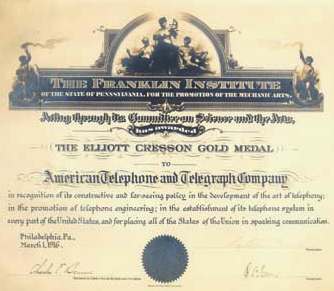 THE FRANKLIN INSTITUTE
OF THE STATE OF PENNSYLVANIA, FOR THE PROMOTION OF THE MECHANIC ARTS.
Acting through its Committee on Science and the Arts,
has awarded
THE ELLIOTT CRESSON GOLD MEDAL
TO
American Telephone and Telegraph Company
in recognition of its constructive and far-seeing policy in the development of the art of telephony;
in the promotion of telephone engineering; in the establishment of its telephone system in
every part of the United States, and for placing all of the States of the Union in speaking communication.
Philadelphia, Pa.,
March 1, 1916.